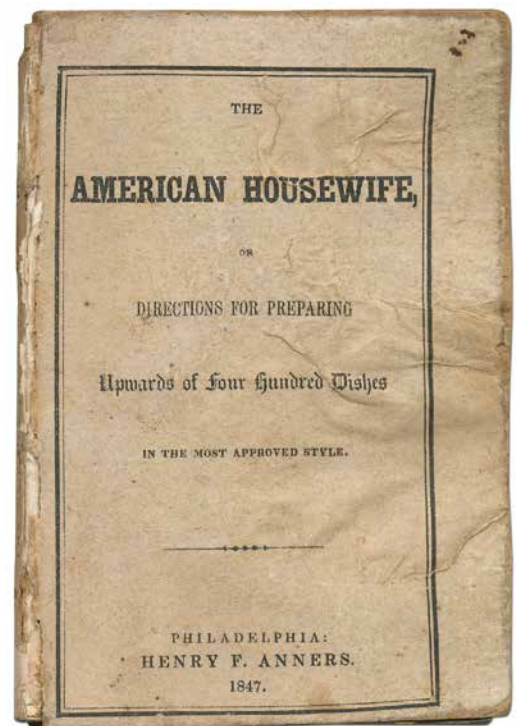 THE
AMERICAN HOUSEWIFE,
OR
DIRECTIONS FOR PREPARING
Upwards of Four Hundred Dishes
IN THE MOST APPROVED STYLE.
PHILADELPHIA:
HENRY F. ANNERS.
1847.